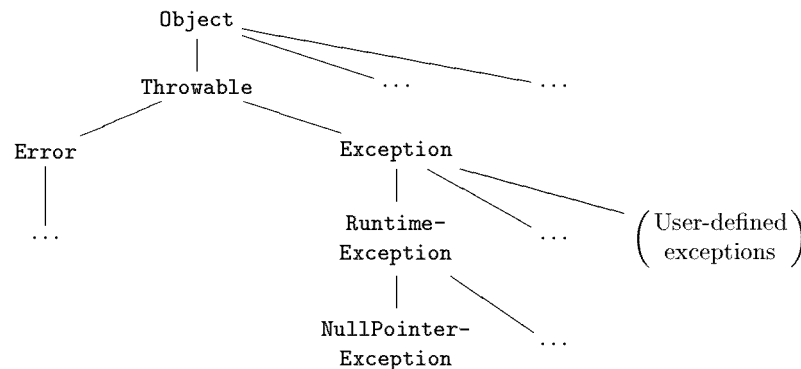 Object
Throwable
... ...
Error
Exception
...
Runtime-
Exception
...
(User-defined
exceptions)
NullPointer-
Exception
...